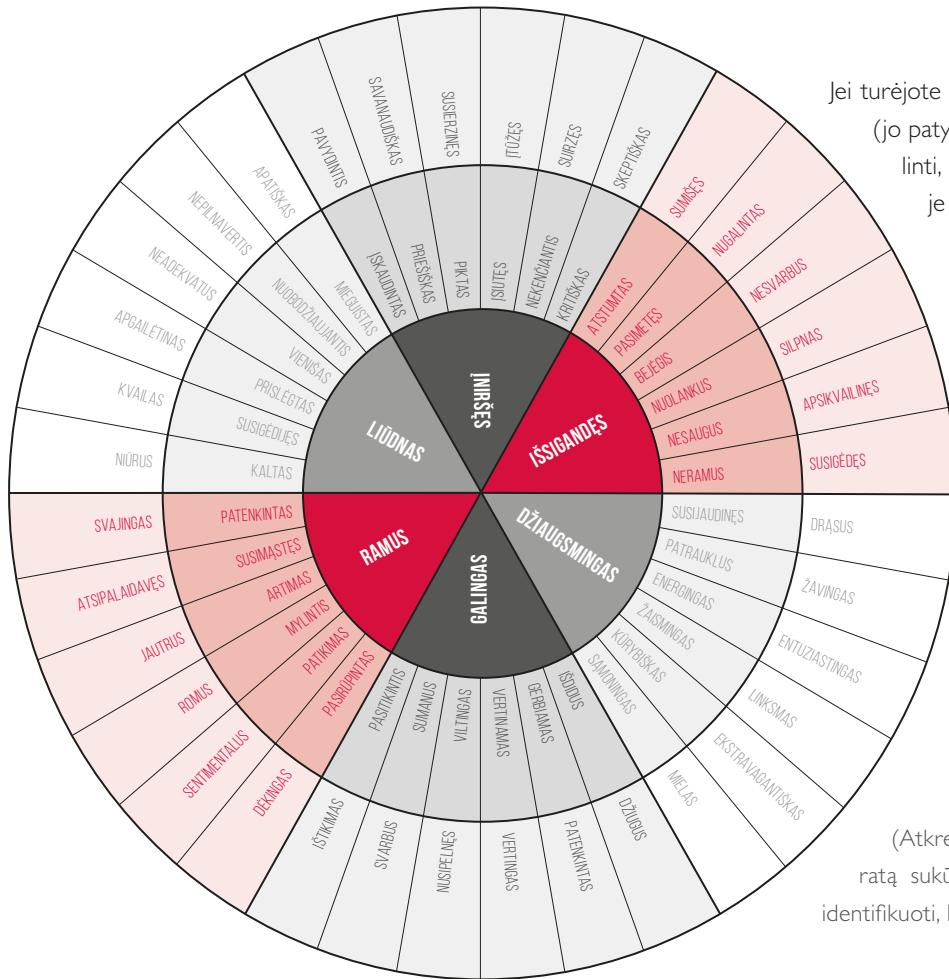 Jei turėjote
(jo paty
linti,
je
PAVYDINTIS
SAVANAUDIŠKAS
SUSIERZINĘS
ĮTŪŽĘS
SUIRZĘS
SKEPTIŠKAS
ĮSKAUDINTAS
PRIEŠIŠKAS
PIKTAS
ĮSIUTĘS
NEKENČIANTIS
KRITIŠKAS
ĮNIRŠĘS
SUMIŠĘS
NUGALINTAS
NESVARBUS
SILPNAS
APSIKVAILINĘS
SUSIGĖDĘS
ATSTUMTAS
PASIMETĘS
BEJĖGIS
NUOLANKUS
NESAUGUS
NERAMUS
IŠSIGANDĘS
DRĄSUS
ŽAVINGAS
ENTUZIASTINGAS
LINKSMAS
EKSTRAVAGANTIŠKAS
MIELAS
SUSIJAUDINĘS
PATRAUKLUS
ENERGINGAS
ŽAISMINGAS
KŪRYBIŠKAS
SĄMONINGAS
DŽIAUGSMINGAS
DŽIUGUS
PATENKINTAS
VERTINGAS
NUSIPELNĘS
SVARBUS
IŠTIKIMAS
IŠDIDUS
GERBIAMAS
VERTINAMAS
VILTINGAS
SUMANUS
PASITIKINTIS
GALINGAS
DĖKINGAS
SENTIMENTALUS
ROMUS
JAUTRUS
ATSIPALAIDAVĘS
SVAJINGAS
PASIRŪPINTAS
PATIKIMAS
MYLINTIS
ARTIMAS
SUSIMĄSTĘS
PATENKINTAS
RAMUS
NIŪRUS
KVAILAS
APGAILĖTINAS
NEADEKVATUS
NEPILNAVERTIS
APATIŠKAS
KALTAS
SUSIGĖDIJĘS
PRISLĖGTAS
VIENIŠAS
NUOBODŽIAUJANTIS
MIEGUISTAS
LIŪDNAS
(Atkre
ratą sukū
identifikuoti,